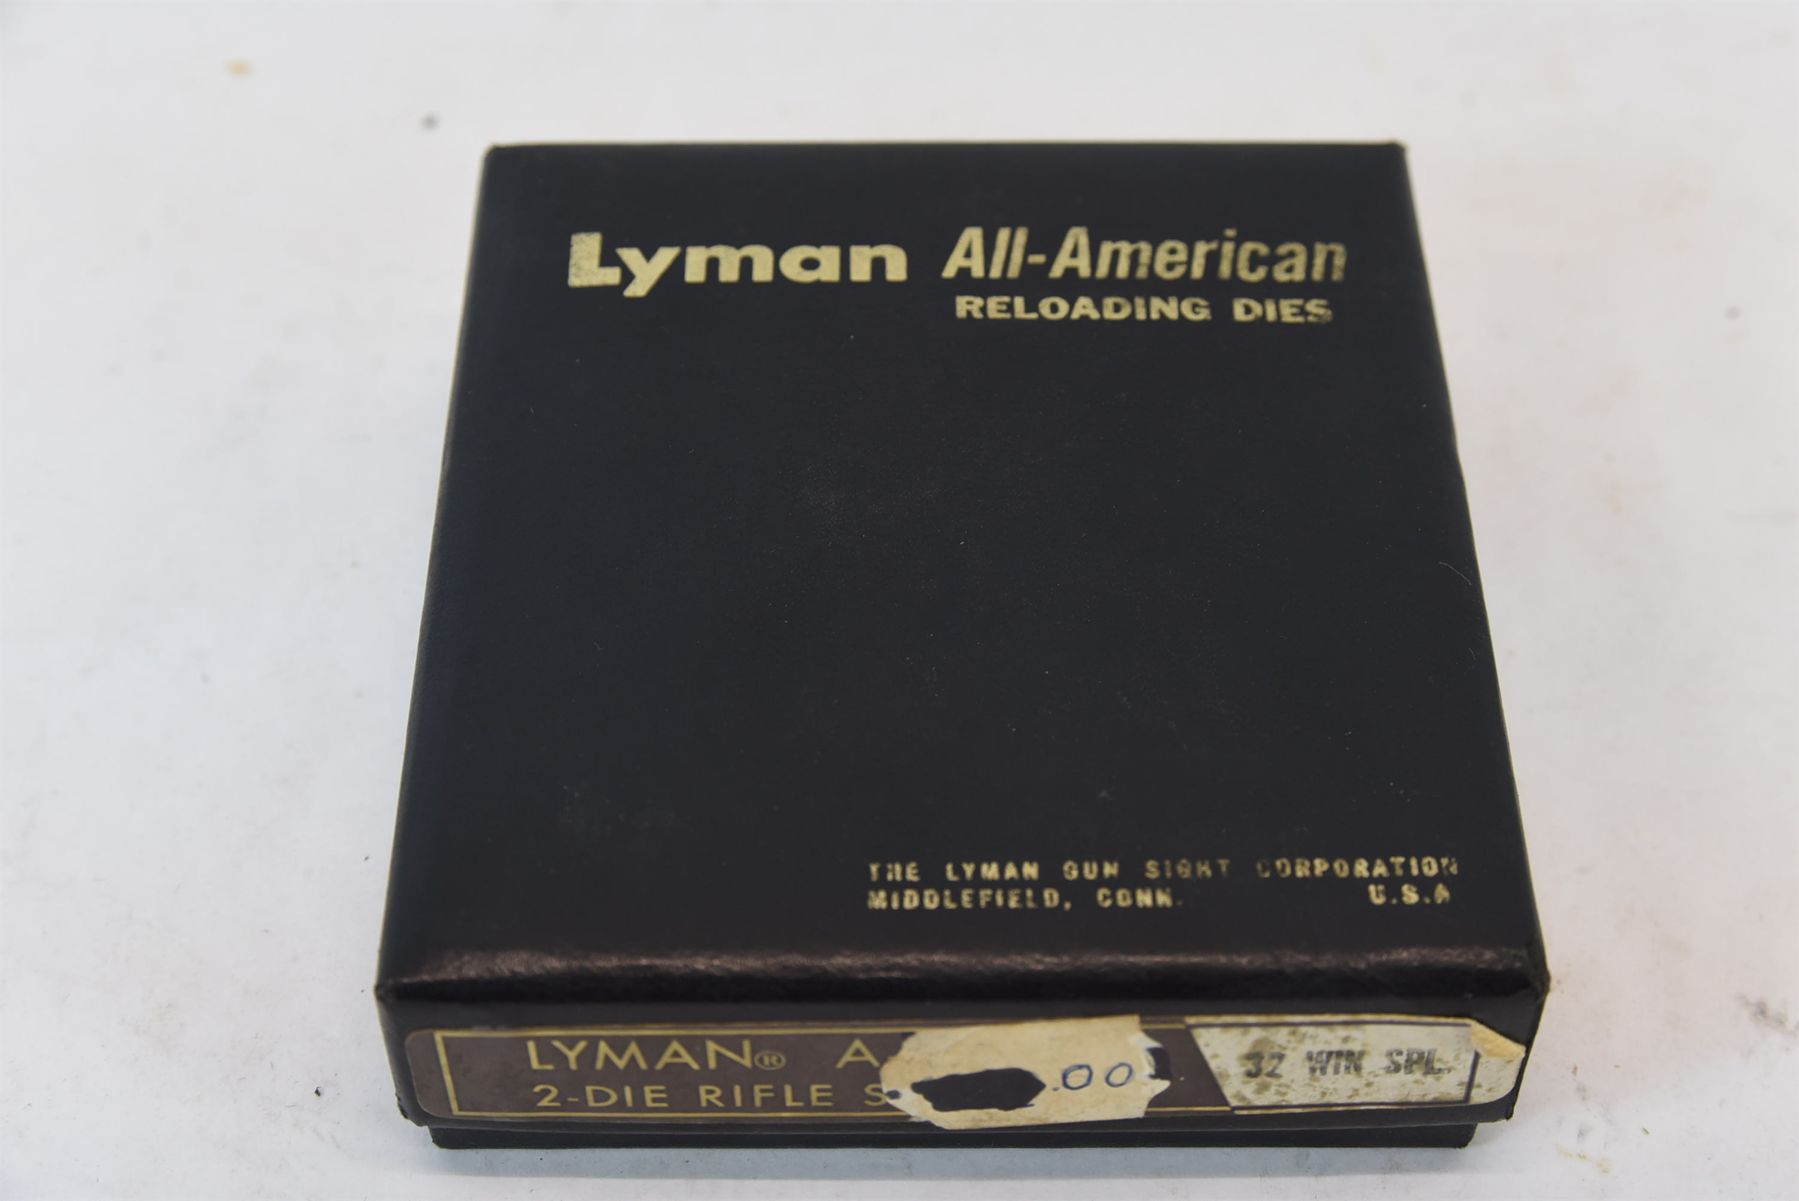 Lyman All-American
RELOADING DIES
THE LYMAN GUN SIGHT CORPORATION
MIDDLEFIELD, CONN. U.S.A
LYMAN® A
2-DIE RIFLE S
.00
32 WIN SPL.